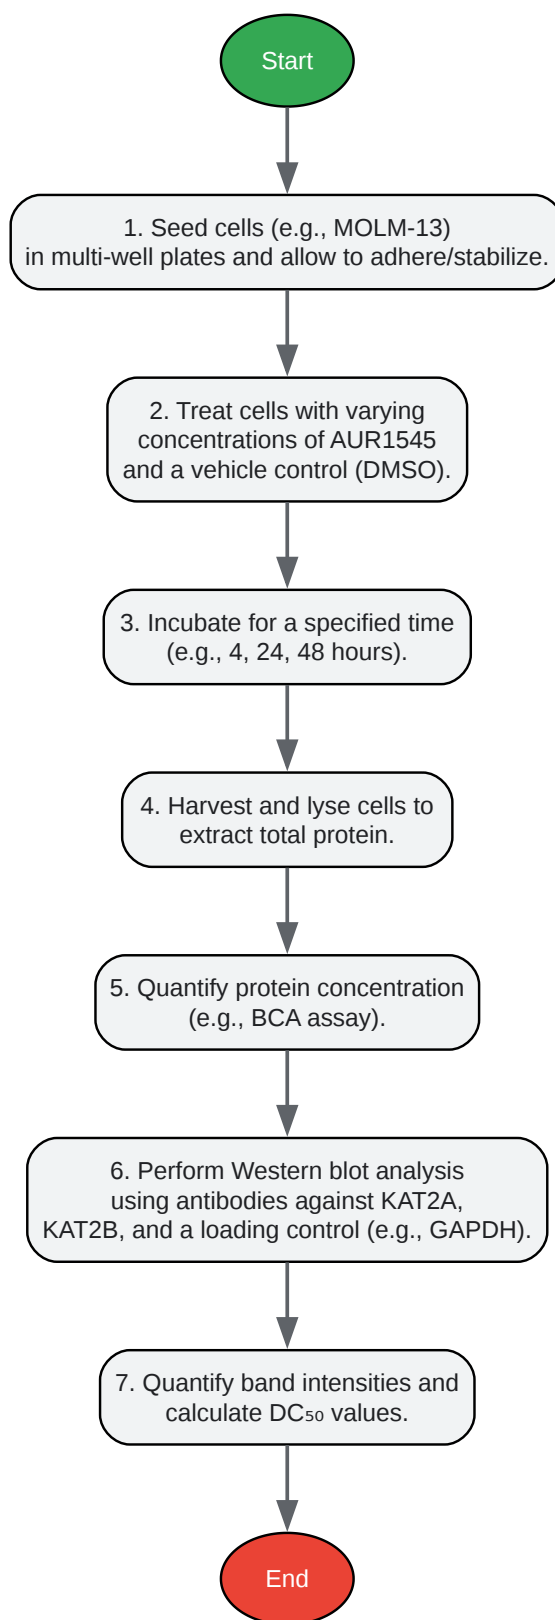 Start
1. Seed cells (e.g., MOLM-13)
in multi-well plates and allow to adhere/stabilize.
2. Treat cells with varying
concentrations of AUR1545
and a vehicle control (DMSO).
3. Incubate for a specified time
(e.g., 4, 24, 48 hours).
4. Harvest and lyse cells to
extract total protein.
5. Quantify protein concentration
(e.g., BCA assay).
6. Perform Western blot analysis
using antibodies against KAT2A,
KAT2B, and a loading control (e.g., GAPDH).
7. Quantify band intensities and
calculate DC₅₀ values.
End